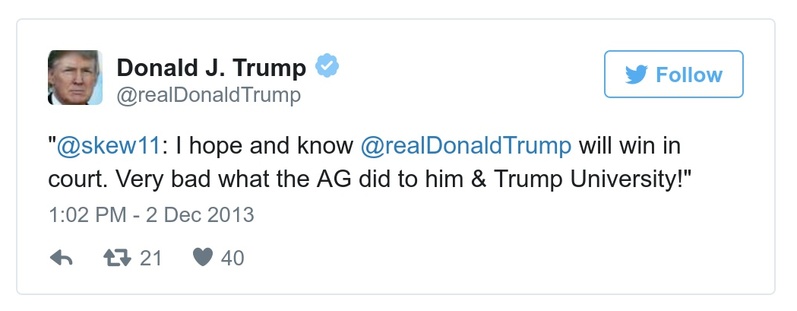 Donald J. Trump
@realDonaldTrump
Follow
"@skew11: I hope and know @realDonaldTrump will win in
court. Very bad what the AG did to him & Trump University!"
1:02 PM - 2 Dec 2013
21 40